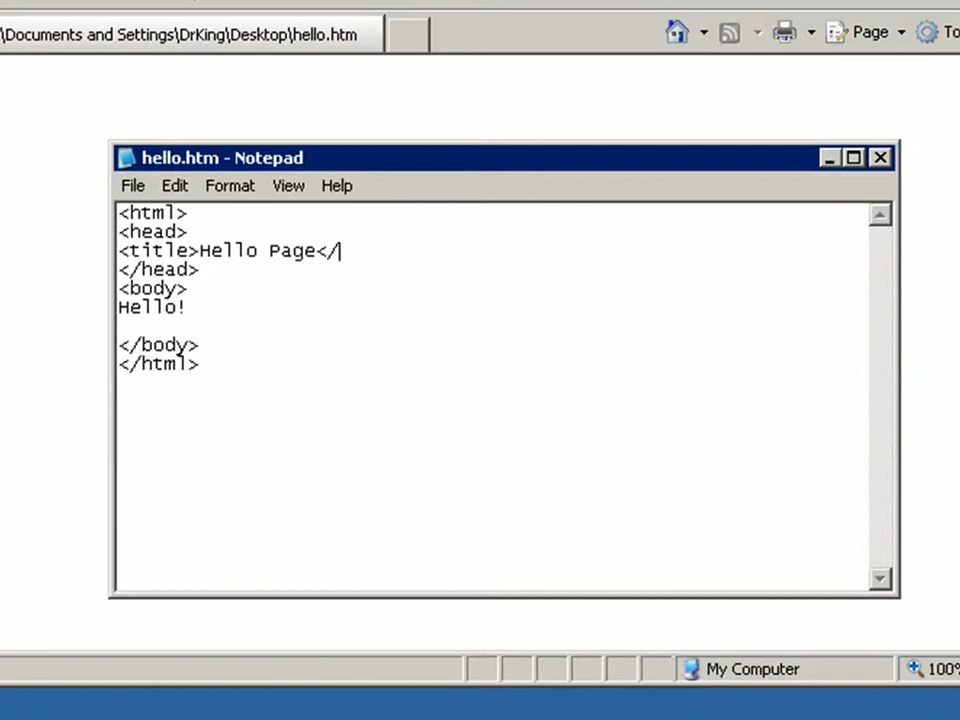 \Documents and Settings\DrKing\Desktop\hello.htm
Page
hello.htm - Notepad
File Edit Format View Help
<html>
<head>
<title>Hello Page</
</head>
<body>
Hello!
</body>
</html>
My Computer
100%